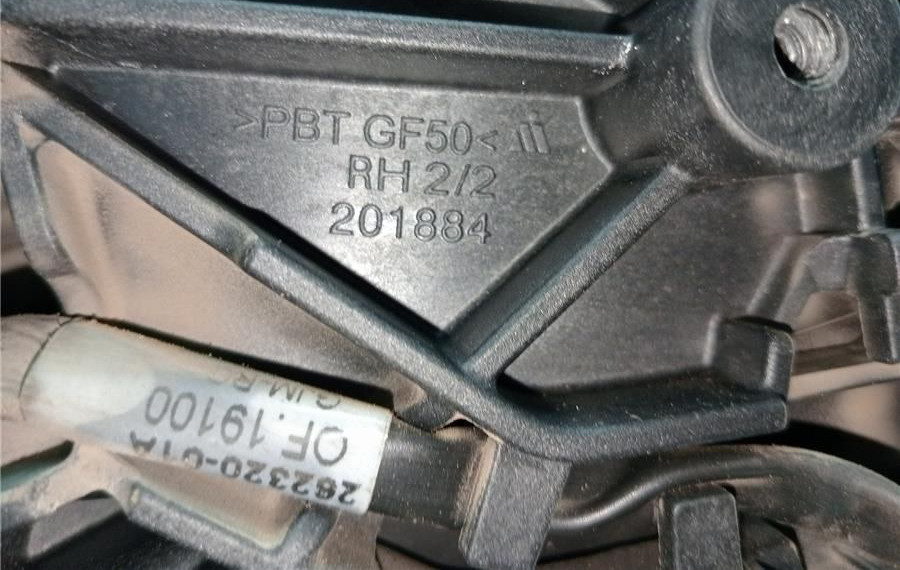 >PBT GF50<
RH 2/2
201884
262320-01A
OF.19100